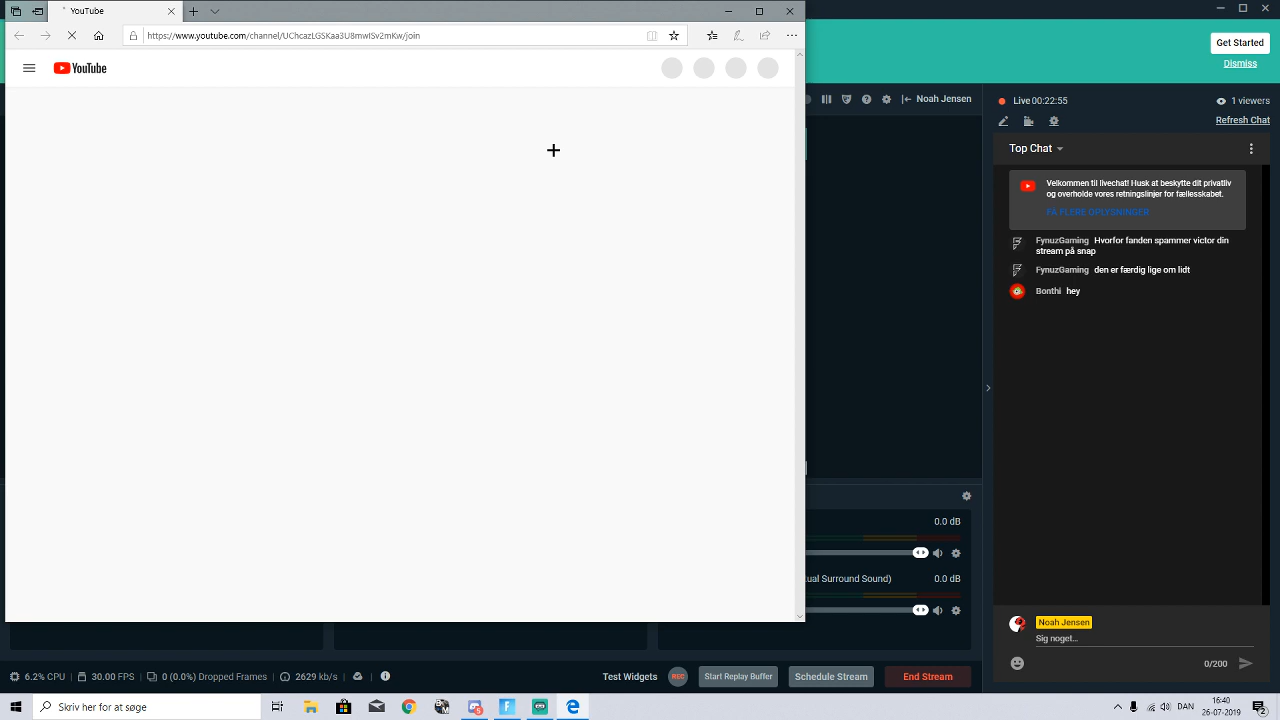 YouTube
https://www.youtube.com/channel/UChcazLGSKaa3U8mwISv2mKw/join
YouTube
Get Started
Dismiss
Noah Jensen
Live 00:22:55
1 viewers
Refresh Chat
Top Chat
Velkommen til livechat! Husk at beskytte dit privatliv
og overholde vores retningslinjer for fællesskabet.
FÅ FLERE OPLYSNINGER
FynuzGaming Hvorfor fanden spammer victor din
stream på snap
FynuzGaming den er færdig lige om lidt
Bonthi hey
0.0 dB
tual Surround Sound)
0.0 dB
Noah Jensen
Sig noget...
0/200
6.2% CPU
30.00 FPS
0 (0.0%) Dropped Frames
2629 kb/s
Test Widgets
REC
Start Replay Buffer
Schedule Stream
End Stream
Skriv her for at søge
5
F
DAN
16:40
26-07-2019
2